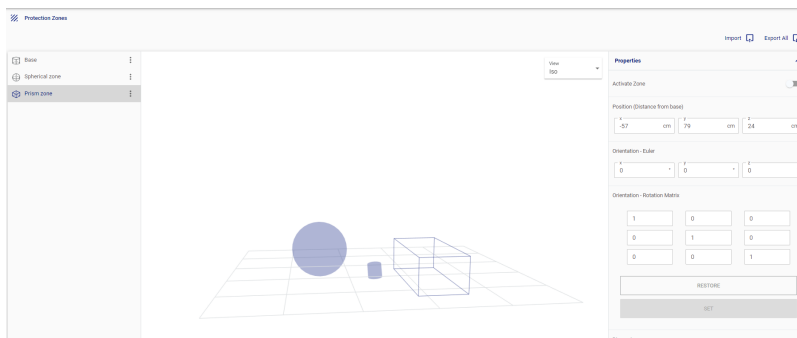 Protection Zones
Import Export All
Base
Spherical zone
Prism zone
View
Iso
Properties
Activate Zone
Position (Distance from base)
x y z
-57 cm 79 cm 24 cm
Orientation - Euler
x y z
0 ° 0 ° 0
Orientation - Rotation Matrix
1 0 0
0 1 0
0 0 1
RESTORE
SET